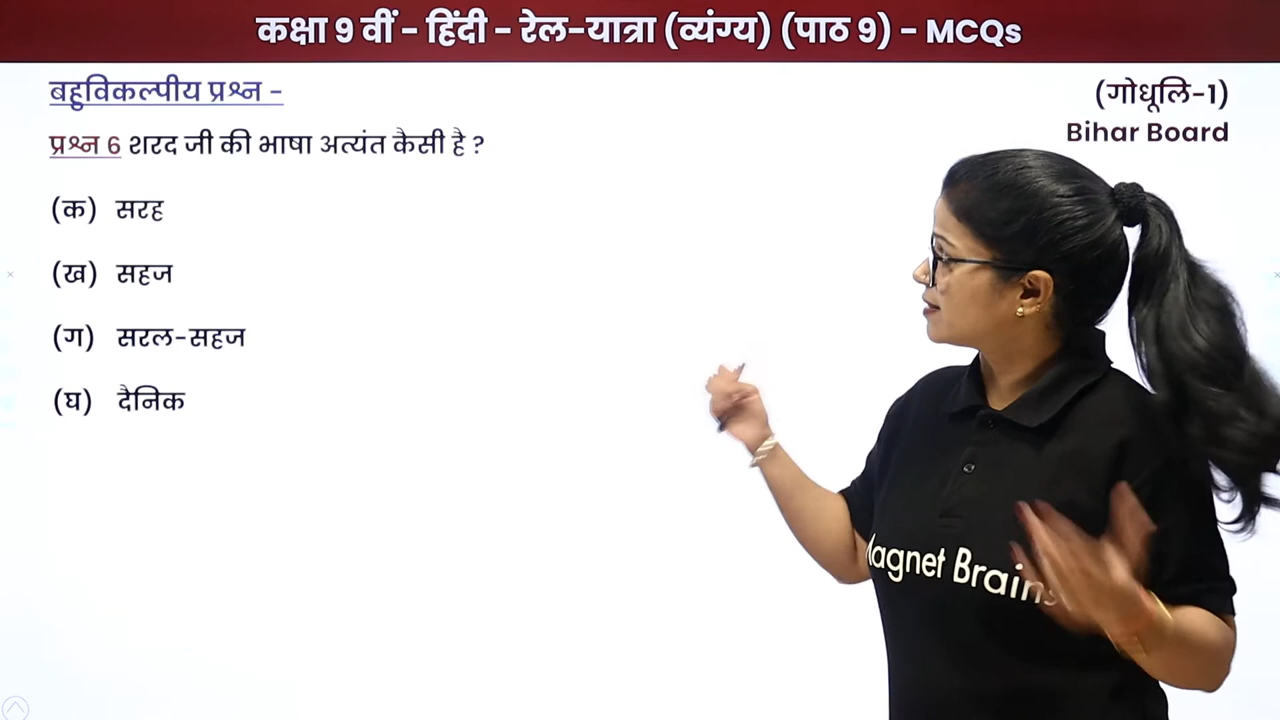 कक्षा 9 वीं - हिंदी - रेल-यात्रा (व्यंग्य) (पाठ 9) - MCQs
बहुविकल्पीय प्रश्न -
(गोधूलि-1)
Bihar Board
प्रश्न 6 शरद जी की भाषा अत्यंत कैसी है ?
(क) सरह
(ख) सहज
(ग) सरल-सहज
(घ) दैनिक
Magnet Brains